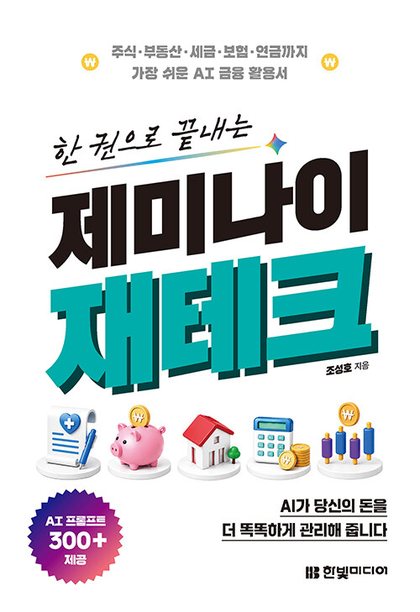 주식·부동산·세금·보험·연금까지
가장 쉬운 AI 금융 활용서
한 권으로 끝내는
제미나이
재테크
조성호 지음
AI 프롬프트
300+
제공
AI가 당신의 돈을
더 똑똑하게 관리해 줍니다
한빛미디어